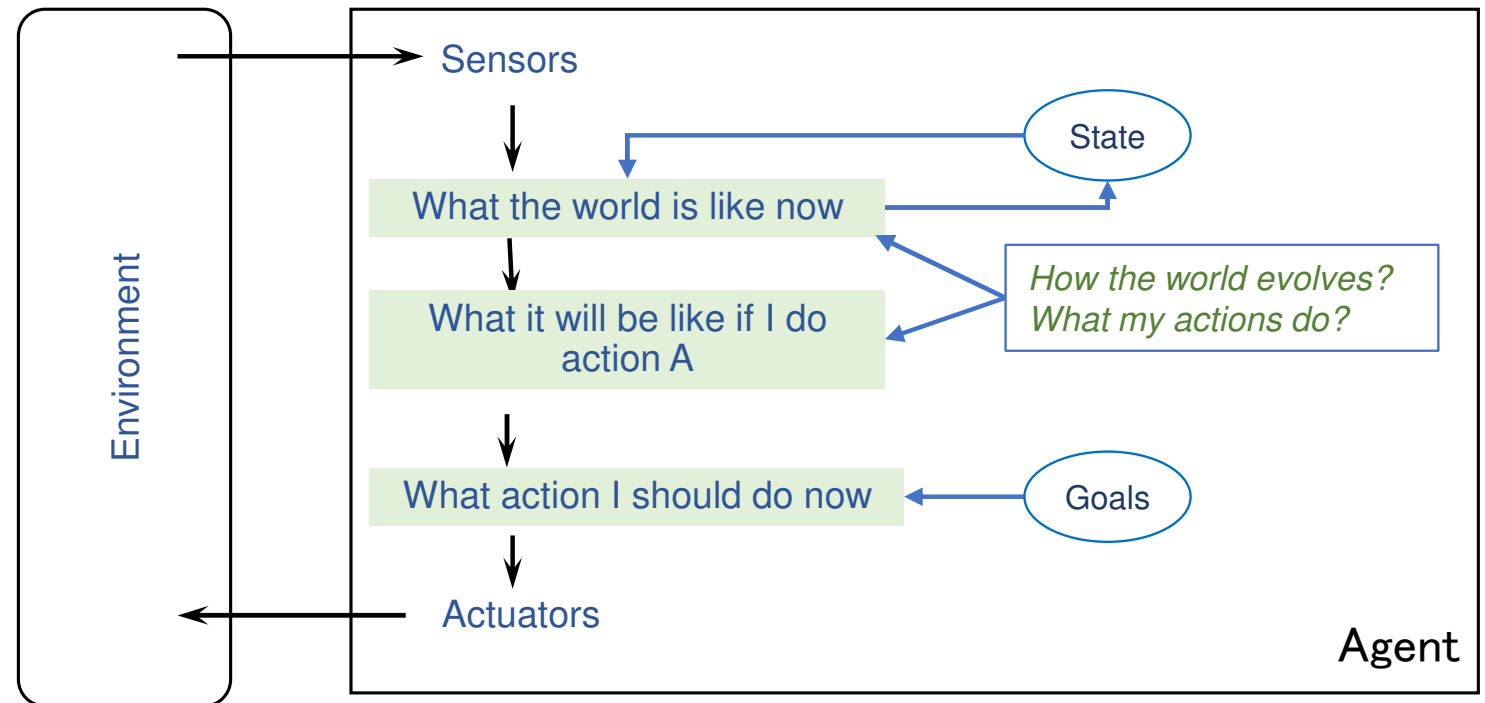 Sensors
State
What the world is like now
How the world evolves?
What my actions do?
What it will be like if I do
action A
Environment
What action I should do now
Goals
Actuators
Agent